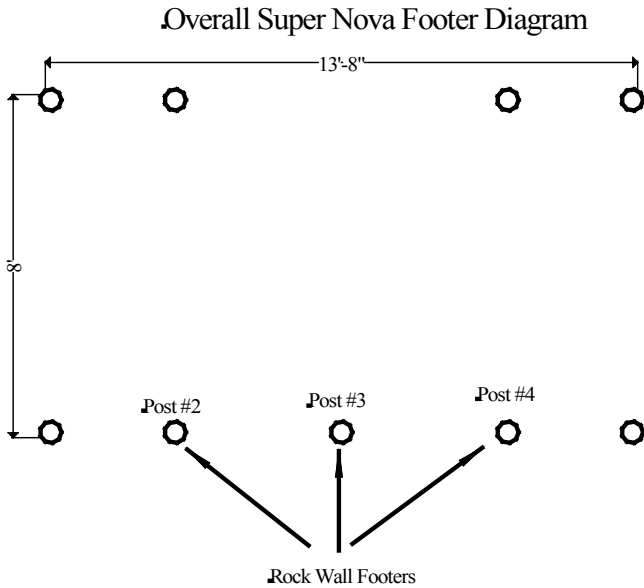 Overall Super Nova Footer Diagram
13'-8"
8'
Post #2
Post #3
Post #4
Rock Wall Footers